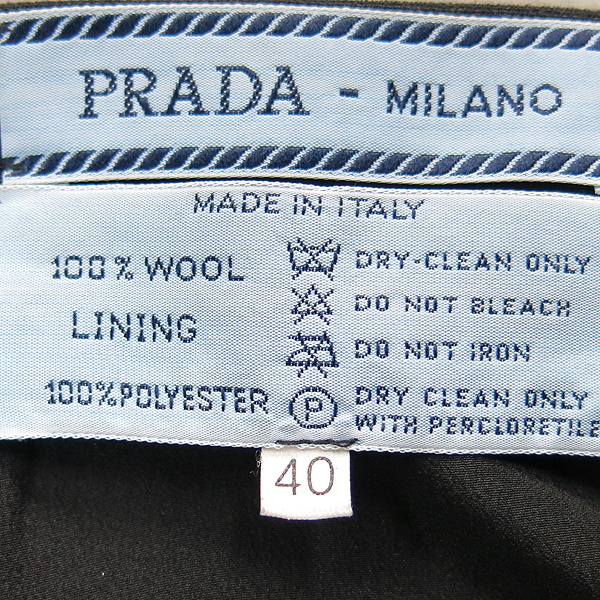 PRADA - MILANO
MADE IN ITALY
100% WOOL
LINING
100%POLYESTER
DRY-CLEAN ONLY
DO NOT BLEACH
DO NOT IRON
P
DRY CLEAN ONLY
WITH PERCLORETILE
40